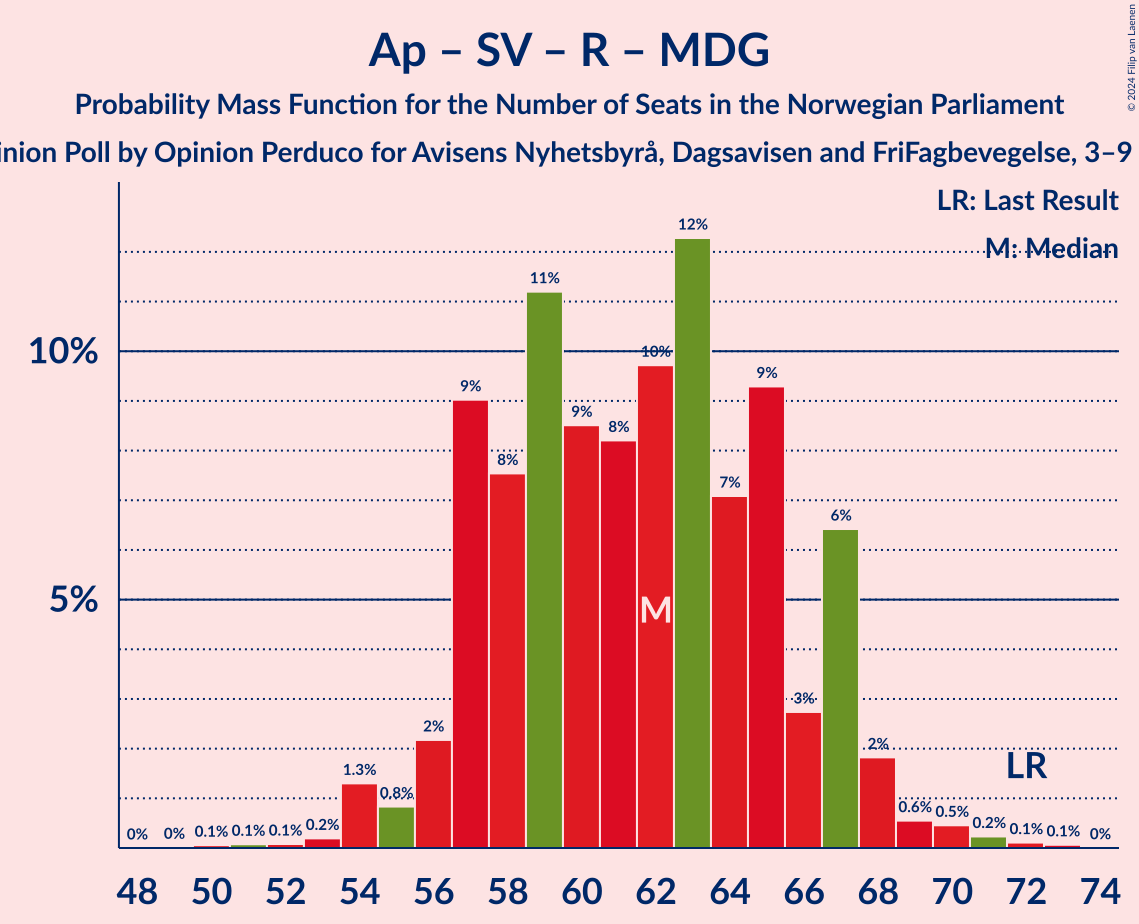 Ap – SV – R – MDG
Probability Mass Function for the Number of Seats in the Norwegian Parliament
inion Poll by Opinion Perduco for Avisens Nyhetsbyrå, Dagsavisen and FriFagbevegelse, 3–9
© 2024 Filip van Laenen
LR: Last Result
M: Median
12%
11%
10%
10%
9%
9%
9%
8%
8%
7%
6%
5%
M
3%
2%
2%
LR
1.3%
0.8%
0.6%
0.5%
0% 0% 0.1% 0.1% 0.1% 0.2%
0.2% 0.1% 0.1% 0%
48 50 52 54 56 58 60 62 64 66 68 70 72 74